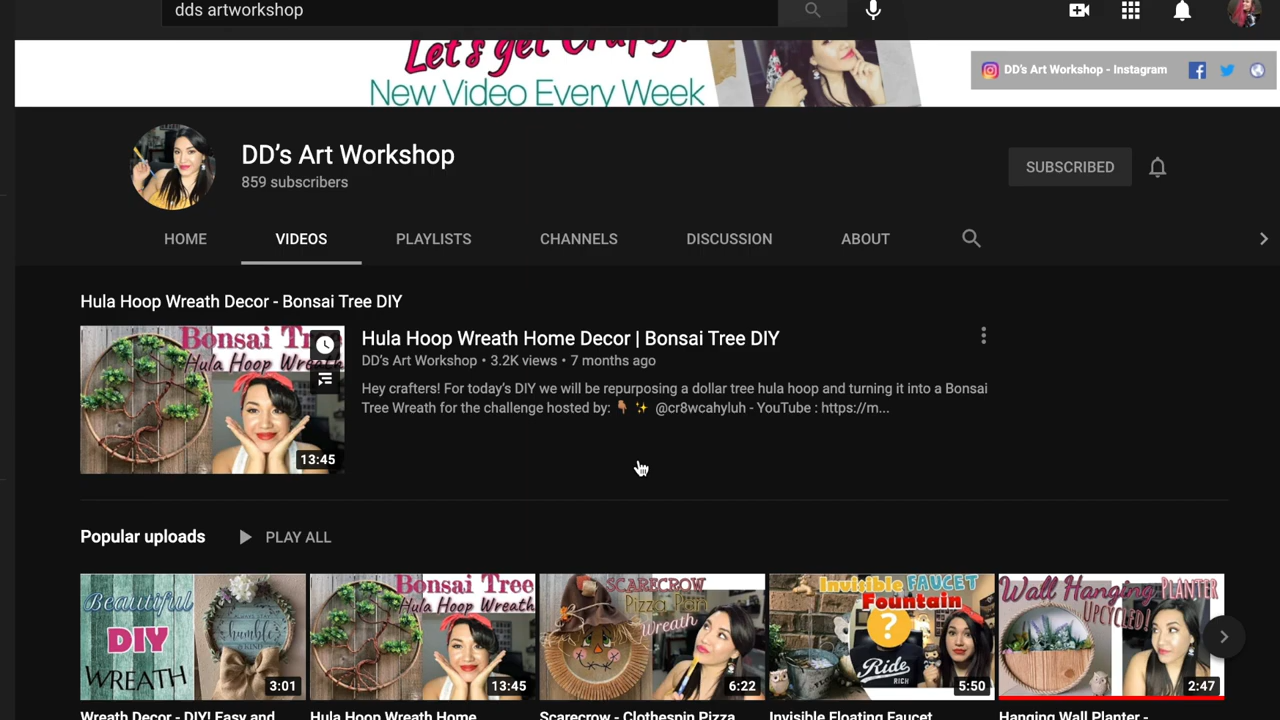 dds artworkshop
Let's get Crafty!
New Video Every Week
DD's Art Workshop - Instagram
DD's Art Workshop
859 subscribers
SUBSCRIBED
HOME VIDEOS PLAYLISTS CHANNELS DISCUSSION ABOUT
Hula Hoop Wreath Decor - Bonsai Tree DIY
Bonsai Tre
Hula Hoop Wreath
13:45
Hula Hoop Wreath Home Decor | Bonsai Tree DIY
DD's Art Workshop • 3.2K views • 7 months ago
Hey crafters! For today's DIY we will be repurposing a dollar tree hula hoop and turning it into a Bonsai
Tree Wreath for the challenge hosted by: 👇🏽 ✨ @cr8wcahyluh - YouTube : https://m...
Popular uploads PLAY ALL
Beautiful
DIY
WREATH
humble
3:01
Bonsai Tree
Hula Hoop Wreath
13:45
SCARECROW
Pizza Pan
Wreath
6:22
Invisible FAUCET
Fountain
?
Ride
RICH
5:50
Wall Hanging PLANTER
UPCYCLED!
2:47
Wreath Decor - DIY! Easy and
Hula Hoop Wreath Home
Scarecrow - Clothespin Pizza
Invisible Floating Faucet
Hanging Wall Planter -